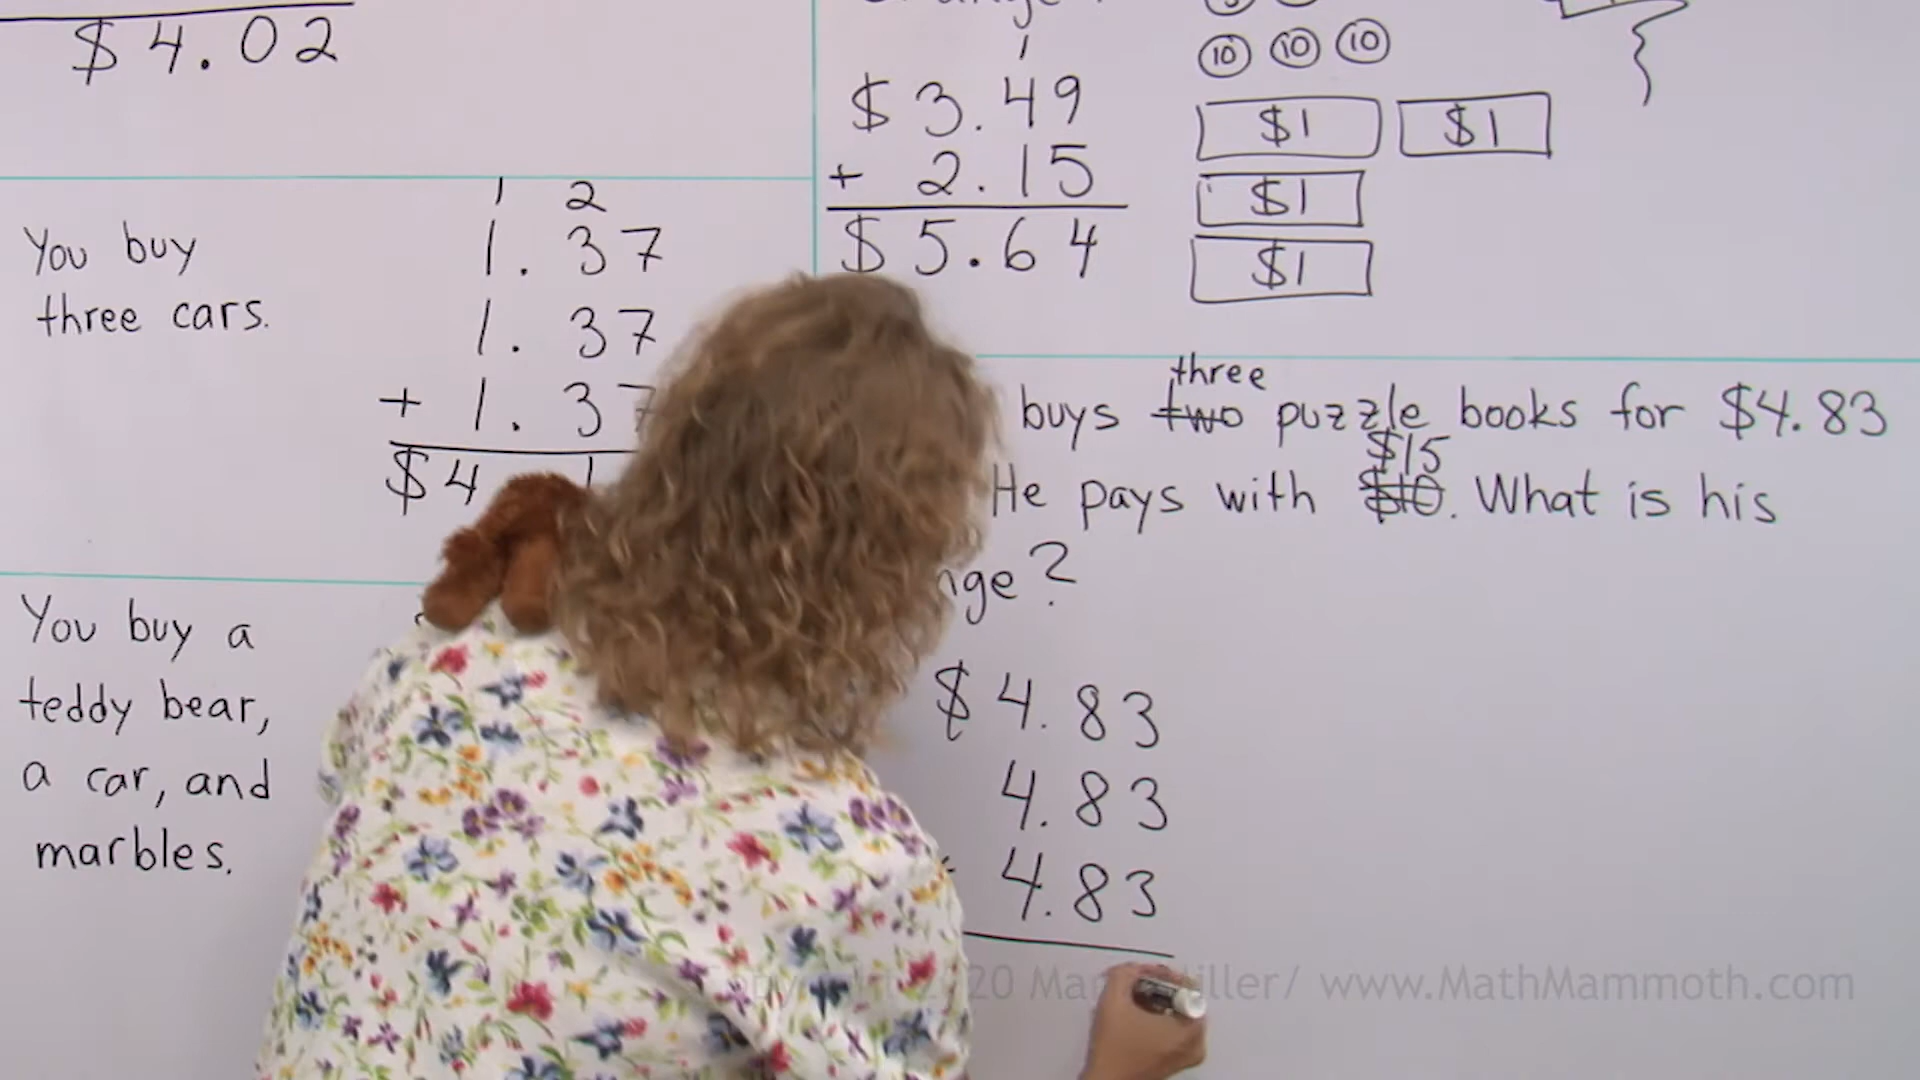 $4.02
1
$3.49
+ 2.15
$5.64
10 10 10
$1 $1
$1
$1
You buy
three cars.
1 2
1.37
1.37
+ 1.37
$4 1
You buy a
teddy bear,
a car, and
marbles.
three
buys two puzzle books for $4.83
$15
He pays with $10. What is his
nge?
$4.83
4.83
4.83
2020 Maria Miller/ www.MathMammoth.com